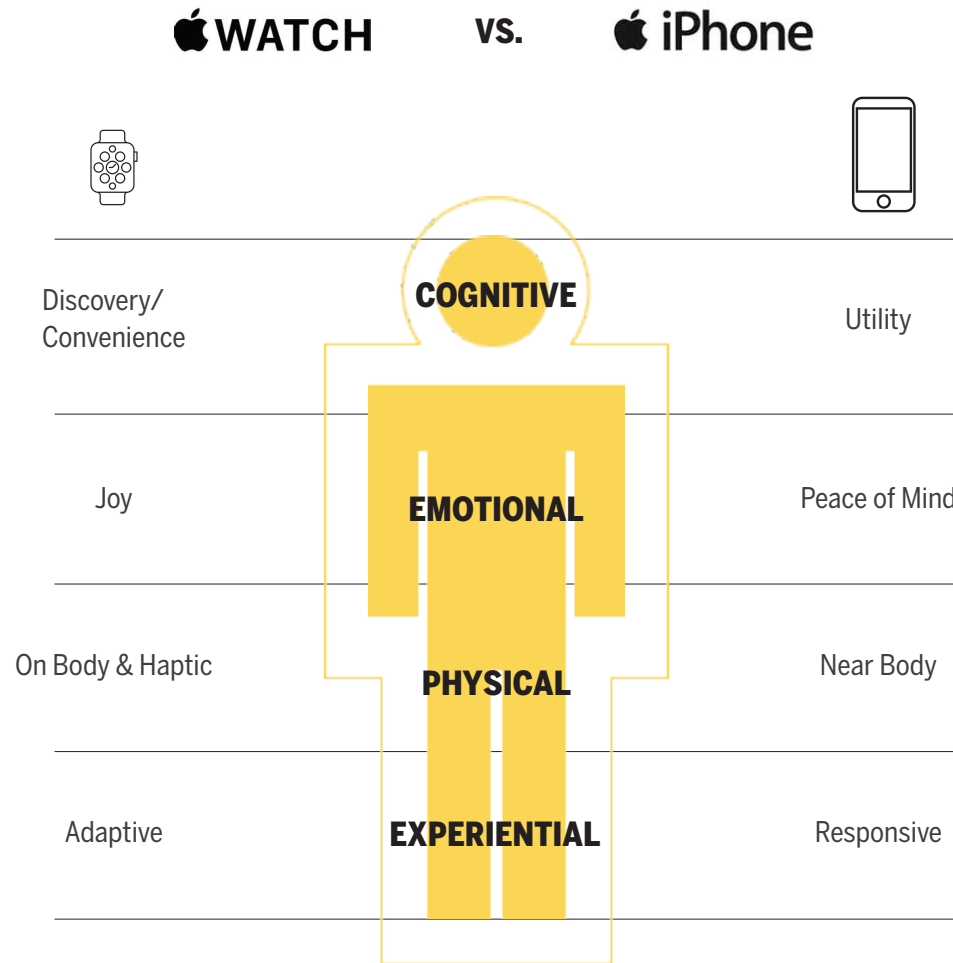 WATCH VS. iPhone
Discovery/
Convenience
COGNITIVE
Utility
Joy
EMOTIONAL
Peace of Mind
On Body & Haptic
PHYSICAL
Near Body
Adaptive
EXPERIENTIAL
Responsive